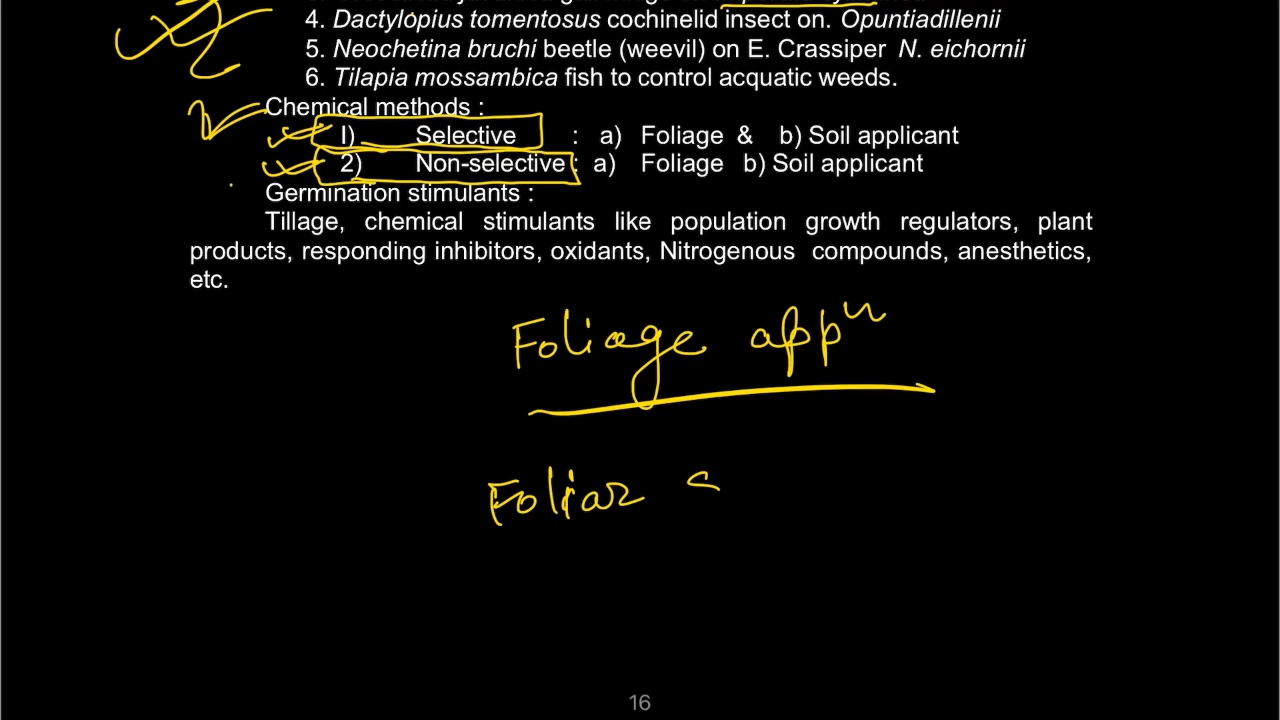 4. Dactylopius tomentosus cochinelid insect on. Opuntiadillenii
5. Neochetina bruchi beetle (weevil) on E. Crassiper N. eichornii
6. Tilapia mossambica fish to control acquatic weeds.
Chemical methods :
1) Selective : a) Foliage & b) Soil applicant
2) Non-selective : a) Foliage b) Soil applicant
Germination stimulants :
Tillage, chemical stimulants like population growth regulators, plant
products, responding inhibitors, oxidants, Nitrogenous compounds, anesthetics,
etc.
Foliage appn
Foliar
16